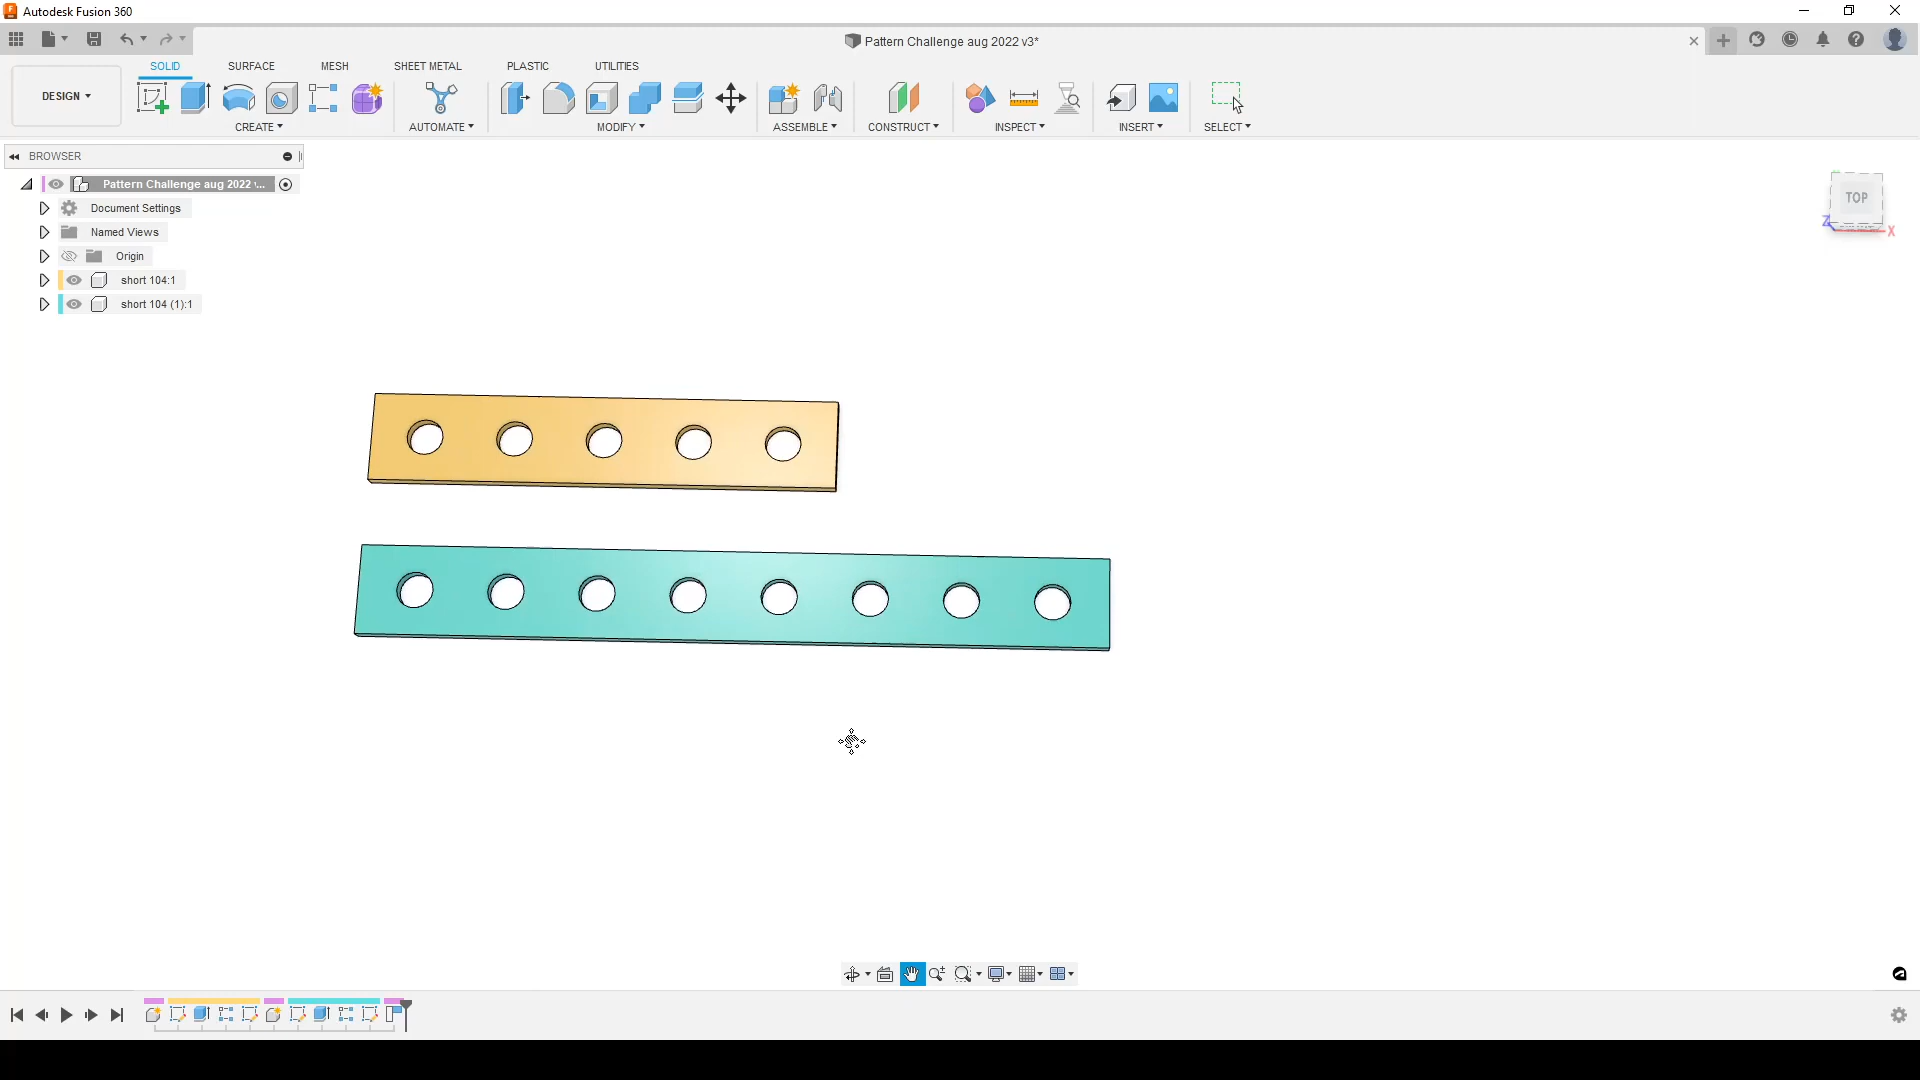 Autodesk Fusion 360
Pattern Challenge aug 2022 v3*
DESIGN
SOLID
SURFACE
MESH
SHEET METAL
PLASTIC
UTILITIES
CREATE
AUTOMATE
MODIFY
ASSEMBLE
CONSTRUCT
INSPECT
INSERT
SELECT
BROWSER
Pattern Challenge aug 2022 '...
Document Settings
Named Views
Origin
short 104:1
short 104 (1):1
TOP
Z
X